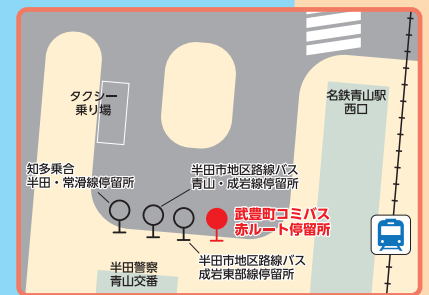 タクシー
乗り場
名鉄青山駅
西口
知多乗合
半田・常滑線停留所
半田市地区路線バス
青山・成岩線停留所
武豊町コミバス
赤ルート停留所
半田市地区路線バス
成岩東部線停留所
半田警察
青山交番